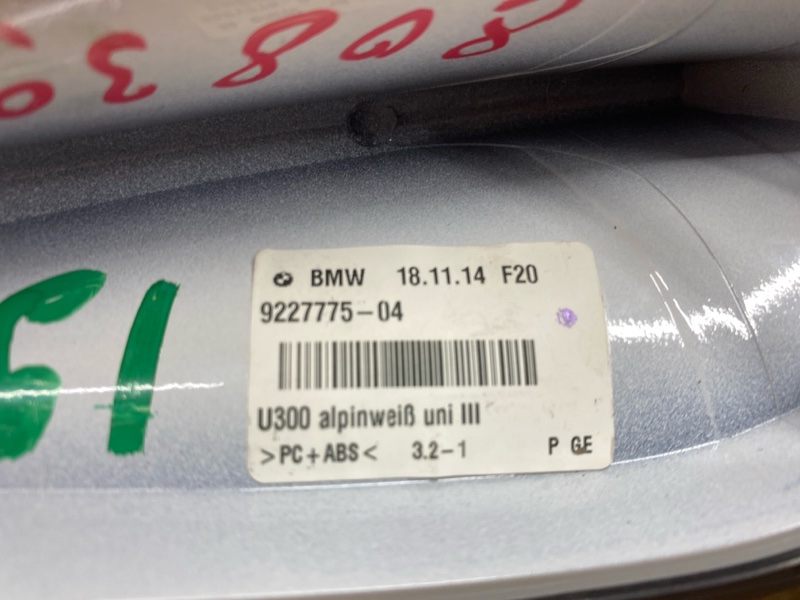 BMW 18.11.14 F20
9227775-04
U300 alpinweiß uni III
>PC+ABS< 3.2-1 P GE